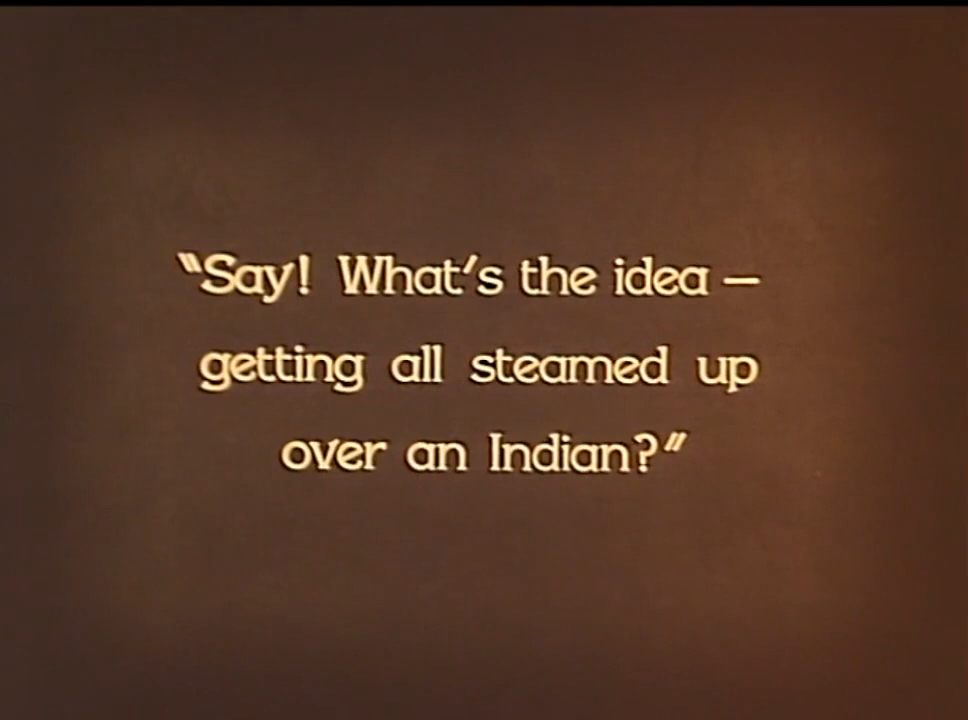 "Say! What's the idea —
getting all steamed up
over an Indian?"